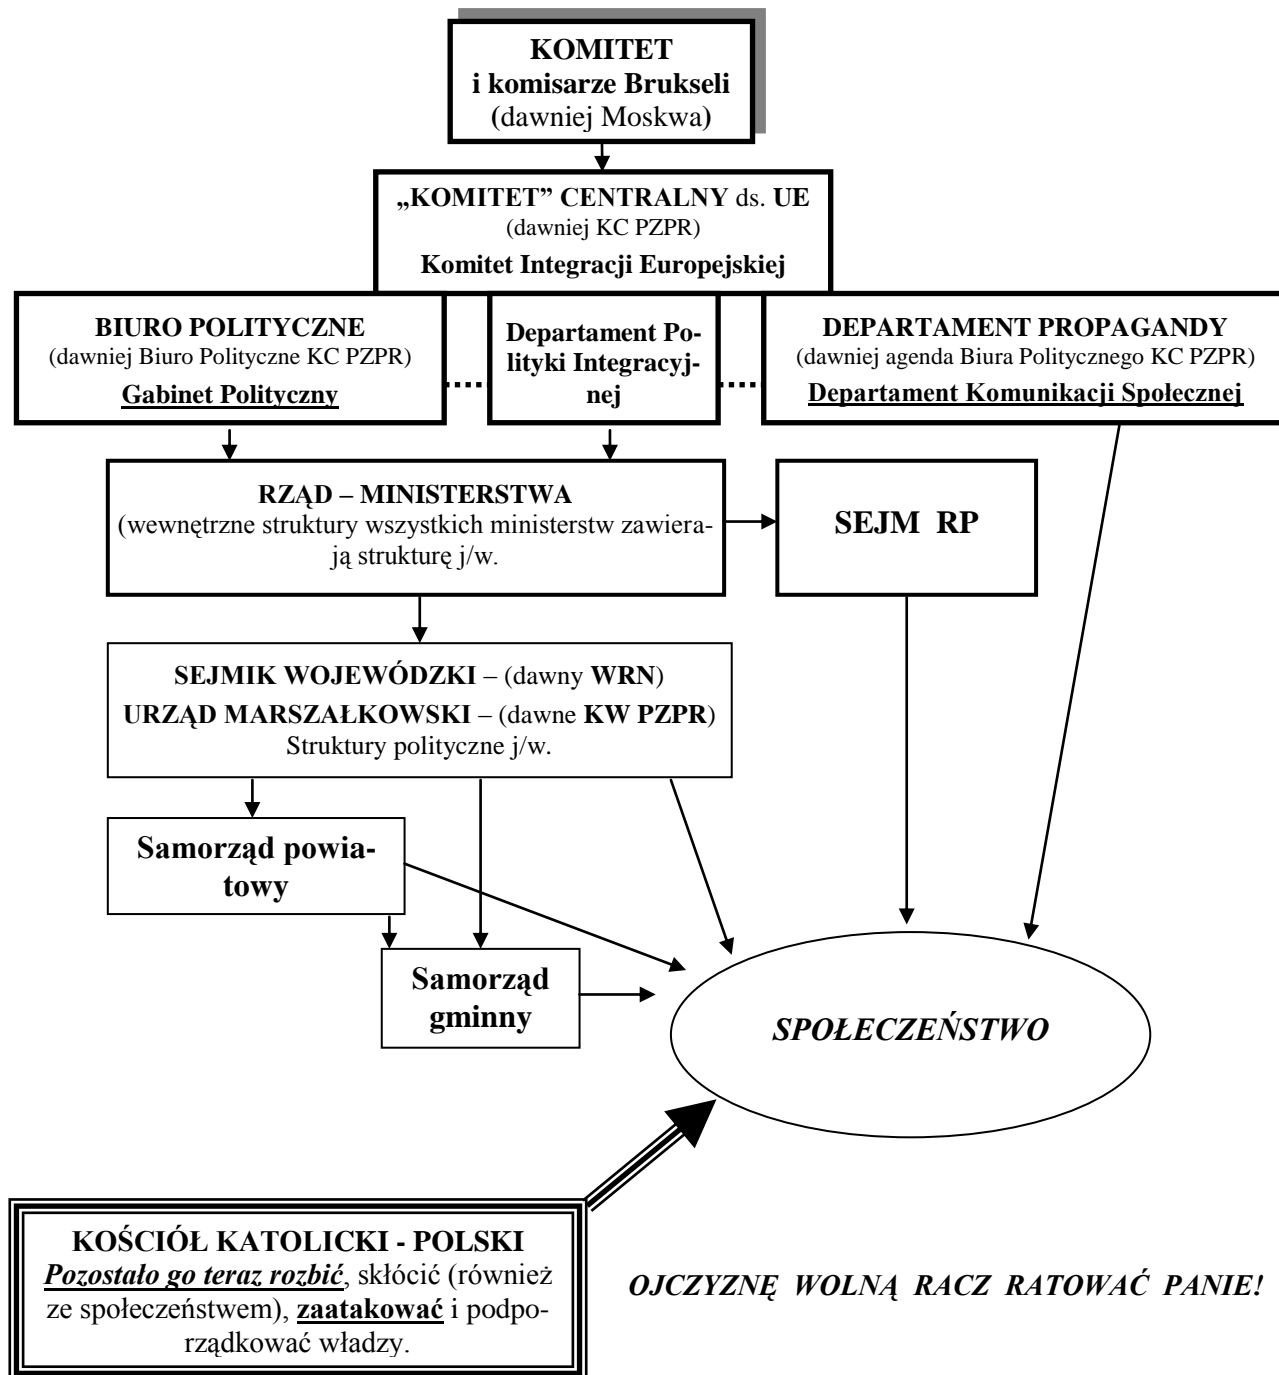 KOMITET
i komisarze Brukseli
(dawniej Moskwa)
„KOMITET” CENTRALNY ds. UE
(dawniej KC PZPR)
Komitet Integracji Europejskiej
BIURO POLITYCZNE
(dawniej Biuro Polityczne KC PZPR)
Gabinet Polityczny
Departament Po-
lityki Integracyj-
nej
DEPARTAMENT PROPAGANDY
(dawniej agenda Biura Politycznego KC PZPR)
Departament Komunikacji Społecznej
RZĄD – MINISTERSTWA
(wewnętrzne struktury wszystkich ministerstw zawiera-
ją strukturę j/w.
SEJM RP
SEJMIK WOJEWÓDZKI – (dawny WRN)
URZĄD MARSZAŁKOWSKI – (dawne KW PZPR)
Struktury polityczne j/w.
Samorząd powia-
towy
Samorząd
gminny
SPOŁECZEŃSTWO
KOŚCIÓŁ KATOLICKI - POLSKI
Pozostało go teraz rozbić, skłócić (również
ze społeczeństwem), zaatakować i podpo-
rządkować władzy.
OJCZYZNĘ WOLNĄ RACZ RATOWAĆ PANIE!